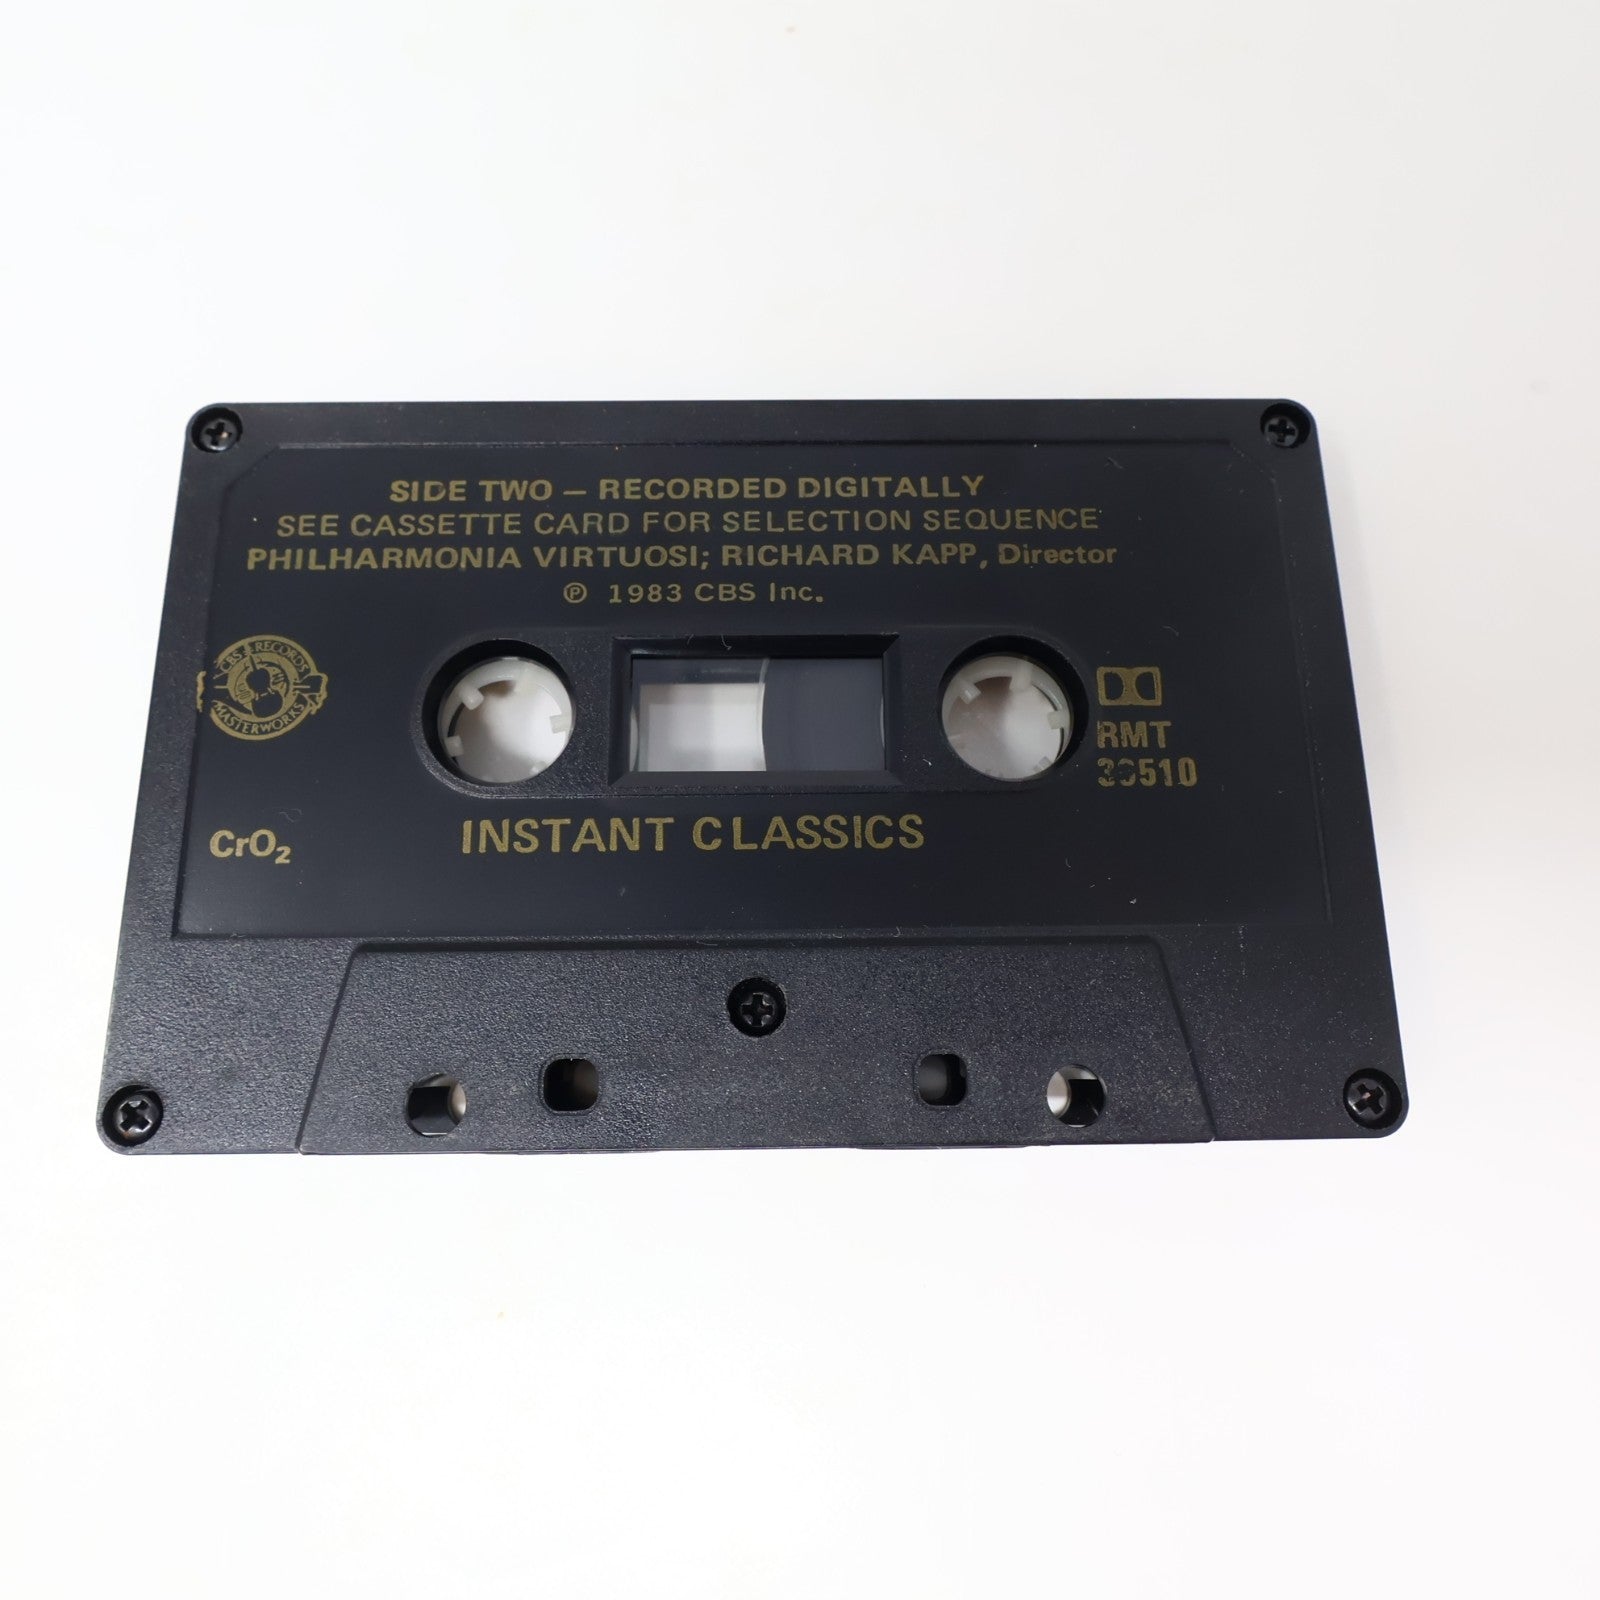 SIDE TWO — RECORDED DIGITALLY
SEE CASSETTE CARD FOR SELECTION SEQUENCE
PHILHARMONIA VIRTUOSI; RICHARD KAPP, Director
℗ 1983 CBS Inc.
CBS RECORDS
MASTERWORKS
RMT
CrO₂
INSTANT CLASSICS